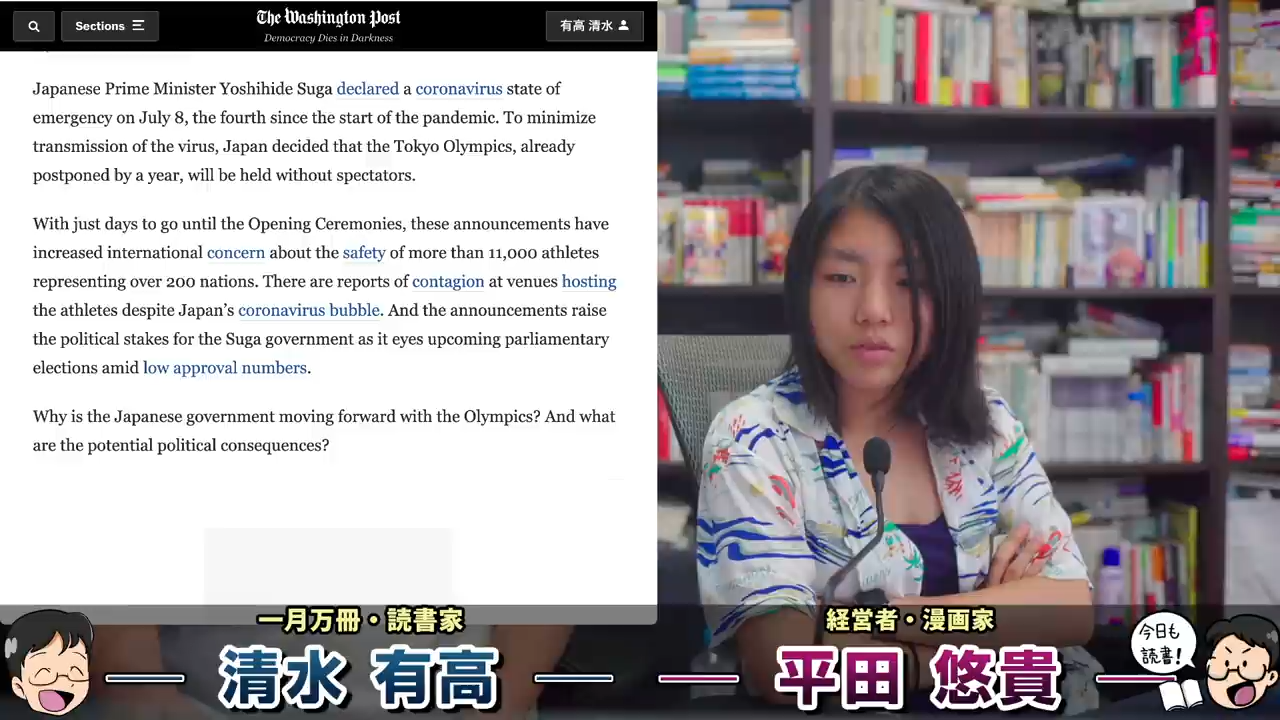 Sections
The Washington Post
Democracy Dies in Darkness
有高 清水
Japanese Prime Minister Yoshihide Suga declared a coronavirus state of
emergency on July 8, the fourth since the start of the pandemic. To minimize
transmission of the virus, Japan decided that the Tokyo Olympics, already
postponed by a year, will be held without spectators.
With just days to go until the Opening Ceremonies, these announcements have
increased international concern about the safety of more than 11,000 athletes
representing over 200 nations. There are reports of contagion at venues hosting
the athletes despite Japan’s coronavirus bubble. And the announcements raise
the political stakes for the Suga government as it eyes upcoming parliamentary
elections amid low approval numbers.
Why is the Japanese government moving forward with the Olympics? And what
are the potential political consequences?
一月万冊・読書家
清水 有高
経営者・漫画家
平田 悠貴
今日も
読書!